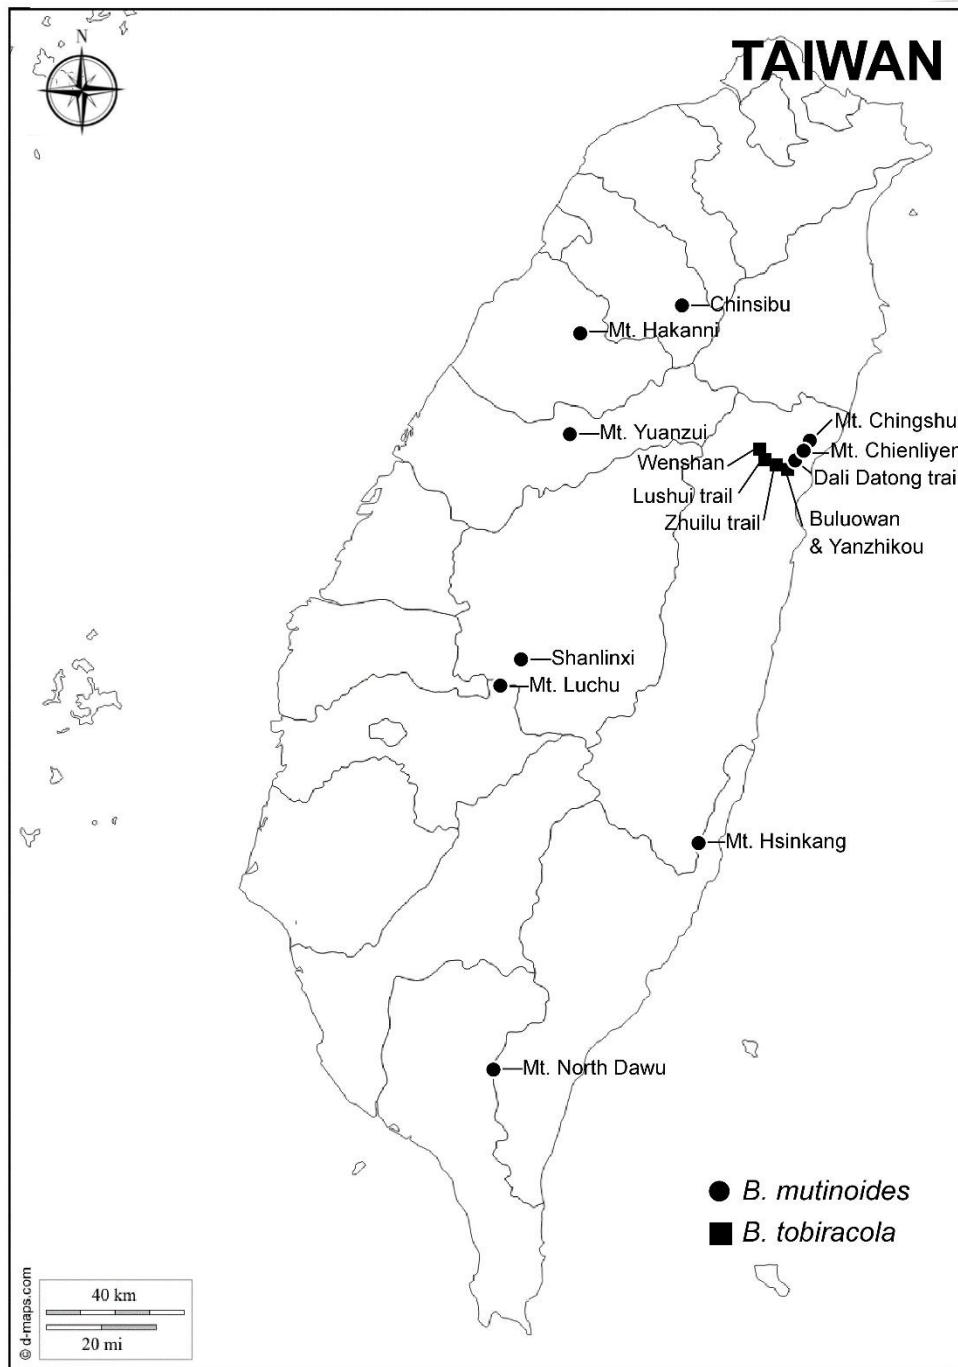 N
TAIWAN
Chinsibu
Mt. Hakanni
Mt. Chingshu
Mt. Yuanzui
Mt. Chienliyen
Wenshan
Dali Datong trai
Lushui trail
Zhuilu trail
Buluowan
& Yanzhikou
Shanlinxi
Mt. Luchu
Mt. Hsinkang
Mt. North Dawu
B. mutinoides
B. tobiracola
40 km
20 mi
© d-maps.com